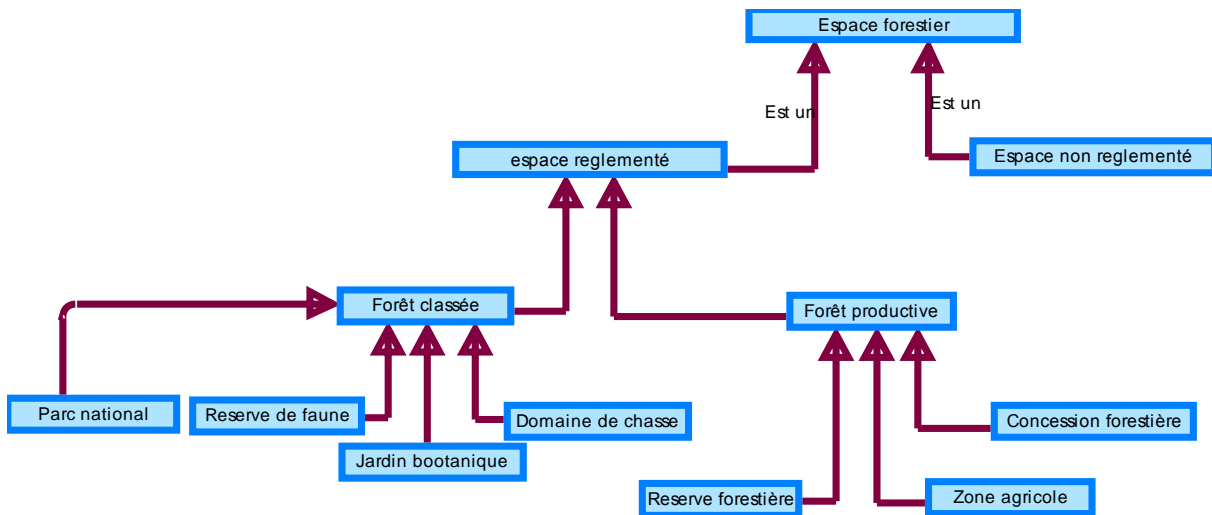 Espace forestier
Est un
Est un
espace reglementé
Espace non reglementé
Forêt classée
Forêt productive
Parc national
Reserve de faune
Domaine de chasse
Concession forestière
Jardin bootanique
Reserve forestière
Zone agricole